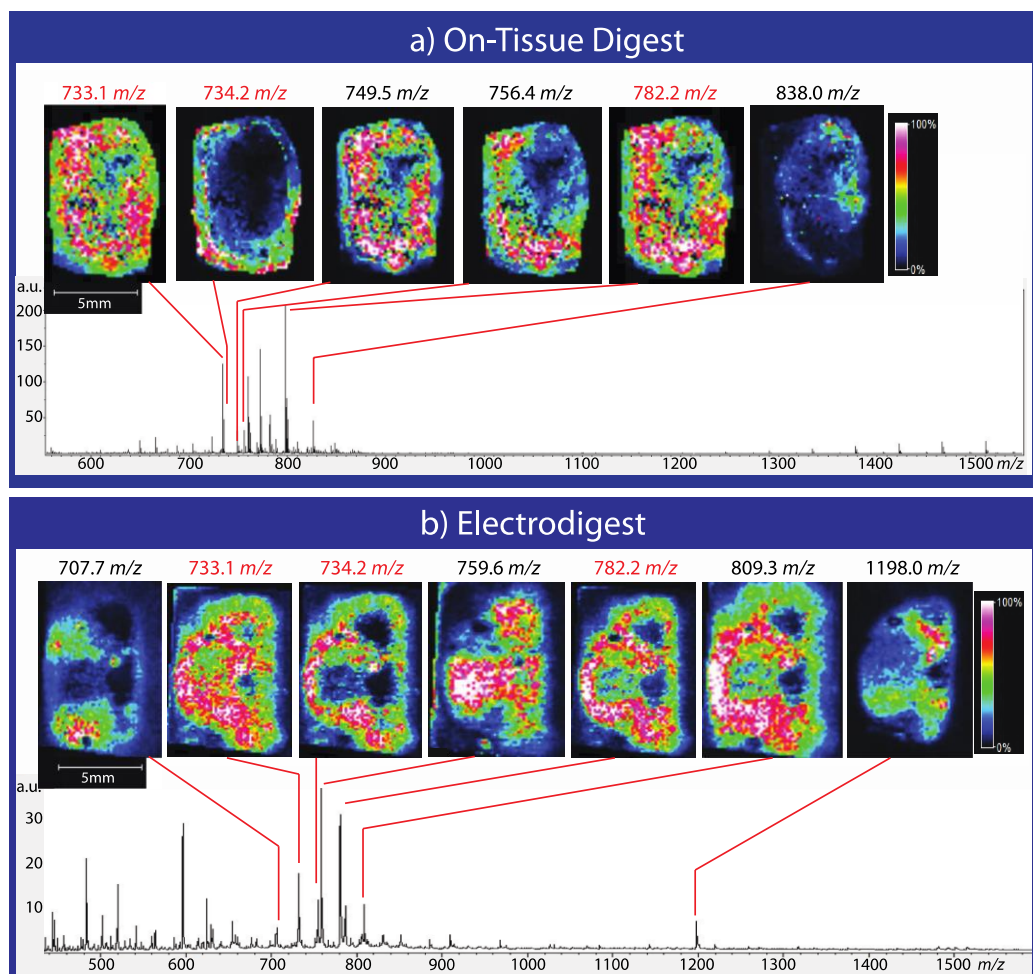 a) On-Tissue Digest
733.1 m/z 734.2 m/z 749.5 m/z 756.4 m/z 782.2 m/z 838.0 m/z
100%
0%
a.u.
5mm
200
150
100
50
600 700 800 900 1000 1100 1200 1300 1400 1500 m/z
b) Electrodigest
707.7 m/z 733.1 m/z 734.2 m/z 759.6 m/z 782.2 m/z 809.3 m/z 1198.0 m/z
100%
0%
5mm
a.u.
30
20
10
500 600 700 800 900 1000 1100 1200 1300 1400 1500 m/z